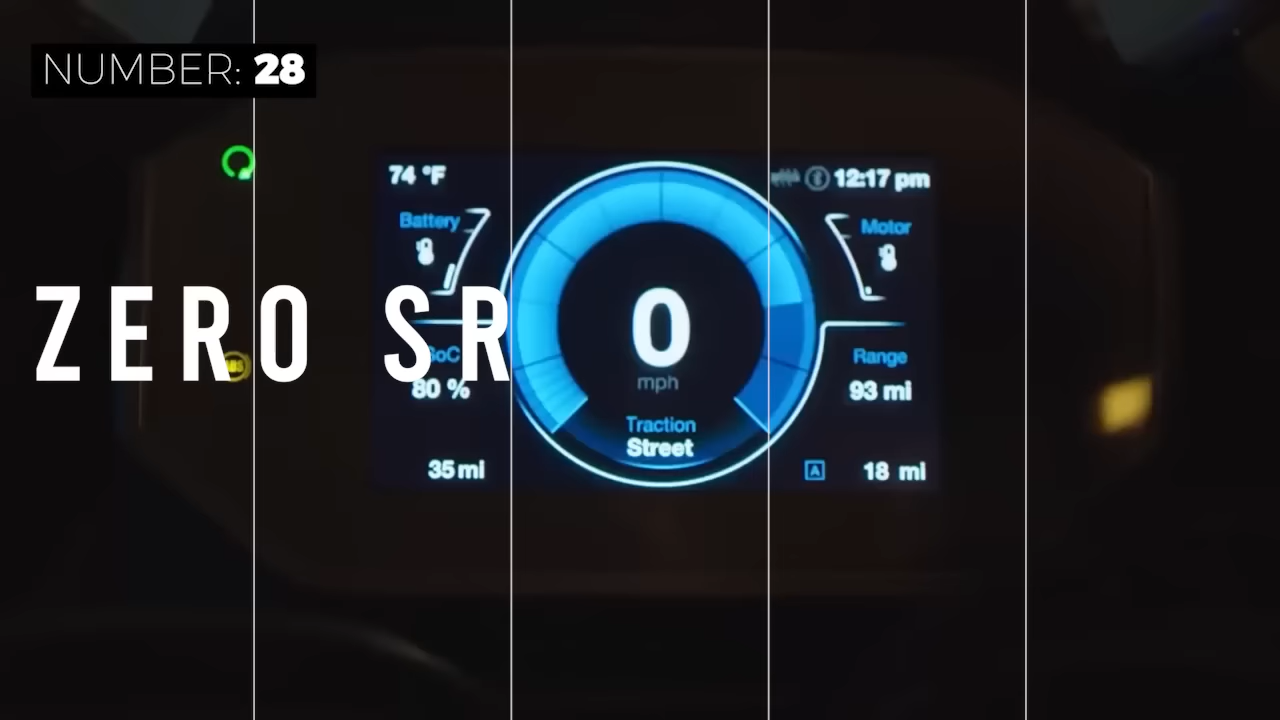 NUMBER: 28
74 °F
12:17 pm
Battery
Motor
ZERO SR
0
mph
SoC
80 %
Range
93 mi
Traction
Street
35 mi
A
18 mi